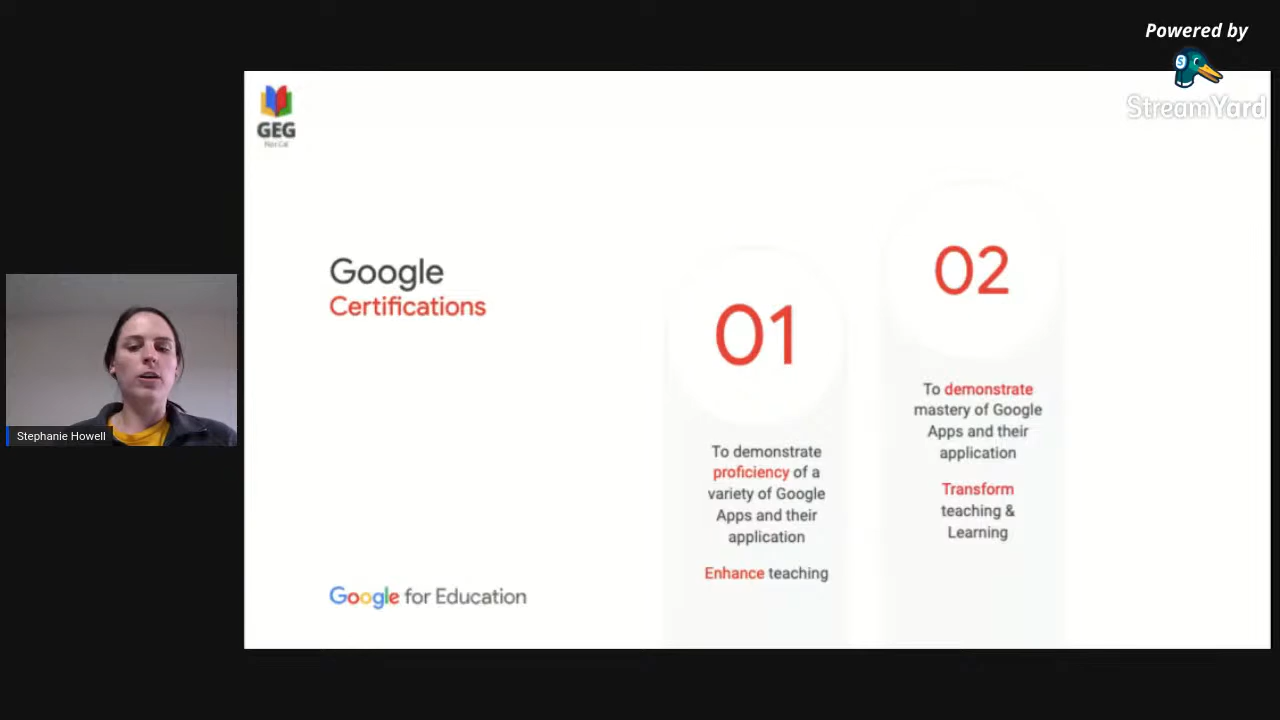 Powered by
StreamYard
GEG
Google
Certifications
01
To demonstrate
proficiency of a
variety of Google
Apps and their
application
Enhance teaching
02
To demonstrate
mastery of Google
Apps and their
application
Transform
teaching &
Learning
Google for Education
Stephanie Howell